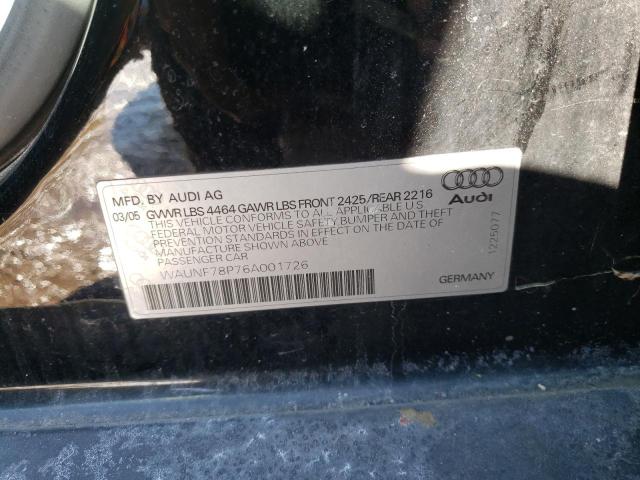 MFD. BY AUDI AG
03/05 GVWR LBS 4464 GAWR LBS FRONT 2425/REAR 2216
THIS VEHICLE CONFORMS TO ALL APPLICABLE U.S
FEDERAL MOTOR VEHICLE SAFETY BUMPER AND THEFT
PREVENTION STANDARDS IN EFFECT ON THE DATE OF
MANUFACTURE SHOWN ABOVE
PASSENGER CAR
WAUNF78P76A001726
Audi
1225077
GERMANY